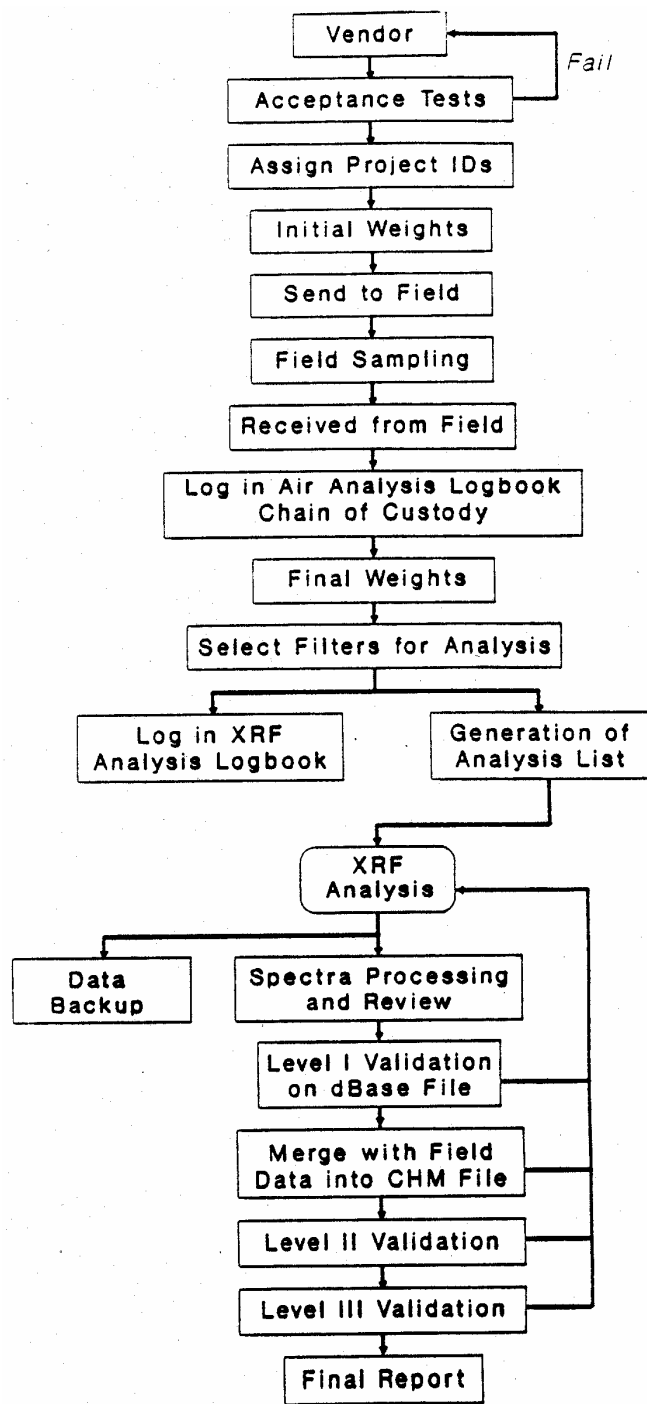 Vendor
Fail
Acceptance Tests
Assign Project IDs
Initial Weights
Send to Field
Field Sampling
Received from Field
Log in Air Analysis Logbook
Chain of Custody
Final Weights
Select Filters for Analysis
Log in XRF
Analysis Logbook
Generation of
Analysis List
XRF
Analysis
Data
Backup
Spectra Processing
and Review
Level I Validation
on dBase File
Merge with Field
Data into CHM File
Level II Validation
Level III Validation
Final Report